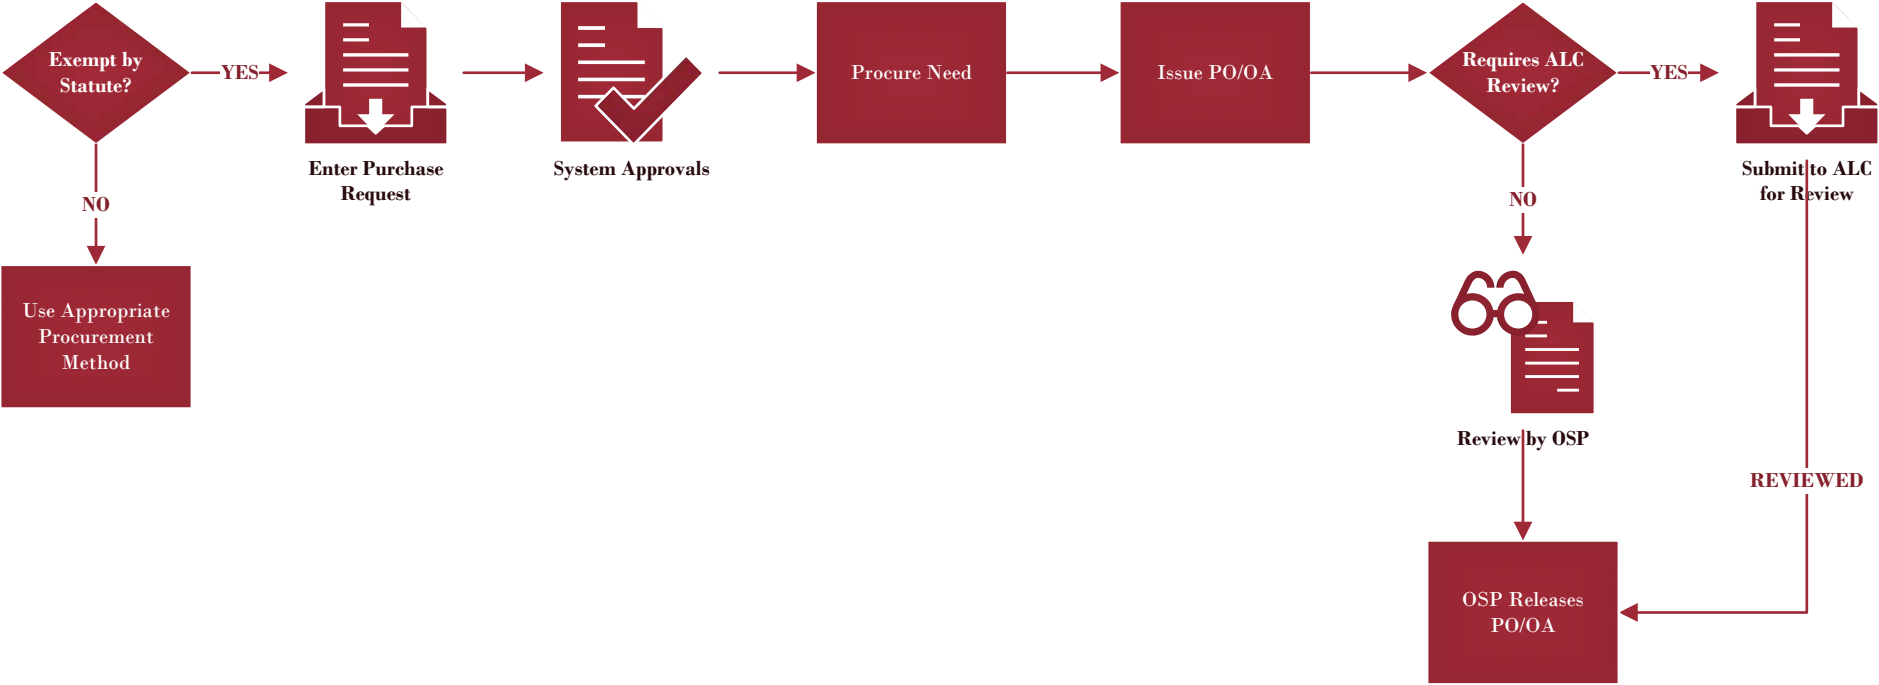 Exempt by
Statute?
YES
Enter Purchase
Request
System Approvals
Procure Need
Issue PO/OA
Requires ALC
Review?
YES
Submit to ALC
for Review
NO
Use Appropriate
Procurement
Method
NO
Review by OSP
REVIEWED
OSP Releases
PO/OA